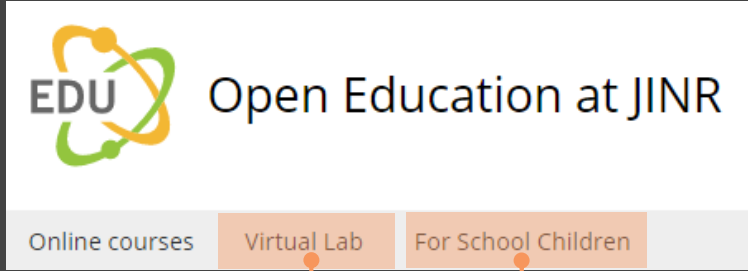 EDU
Open Education at JINR
Online courses Virtual Lab For School Children